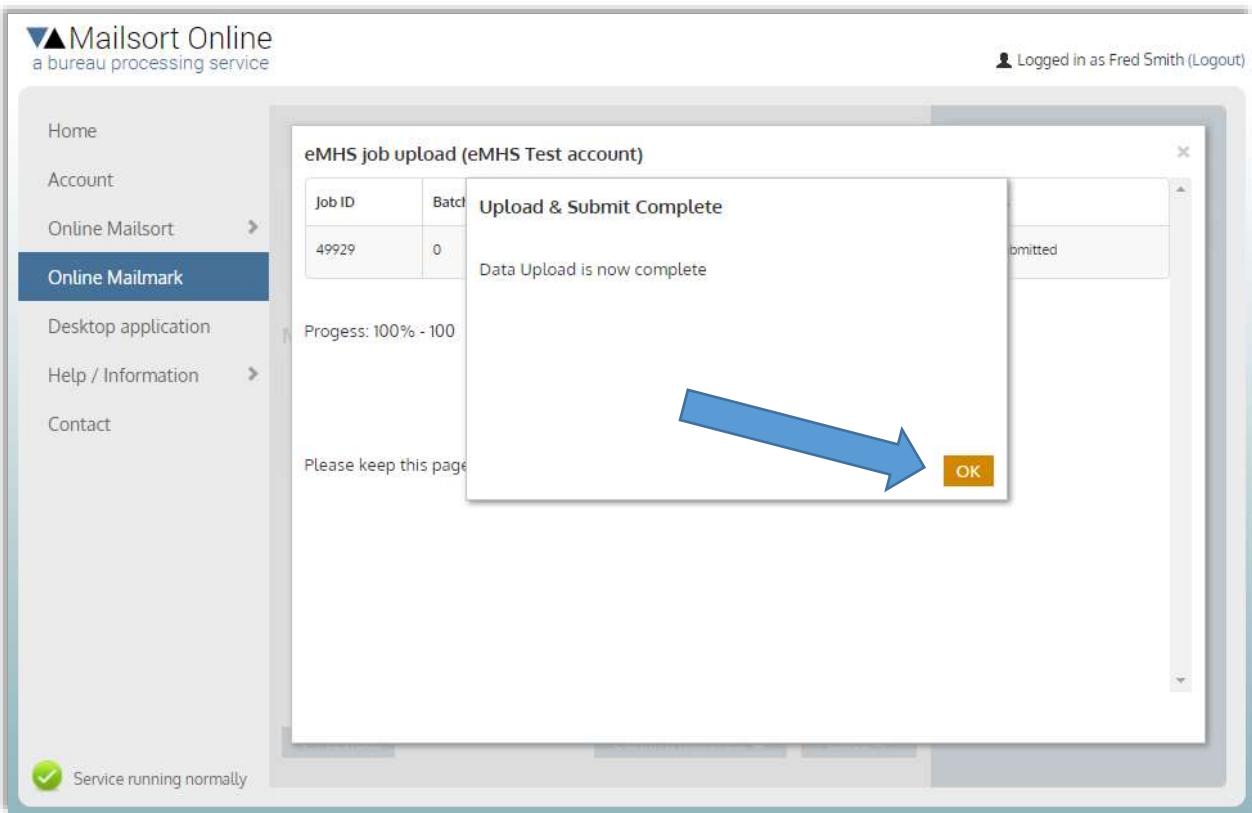 Mailsort Online
a bureau processing service
Logged in as Fred Smith (Logout)
Home
Account
Online Mailsort
Online Mailmark
Desktop application
Help / Information
Contact
eMHS job upload (eMHS Test account)
Job ID Batch
49929 0 bmitted
Progess: 100% - 100
Please keep this page
Upload & Submit Complete
Data Upload is now complete
OK
Service running normally